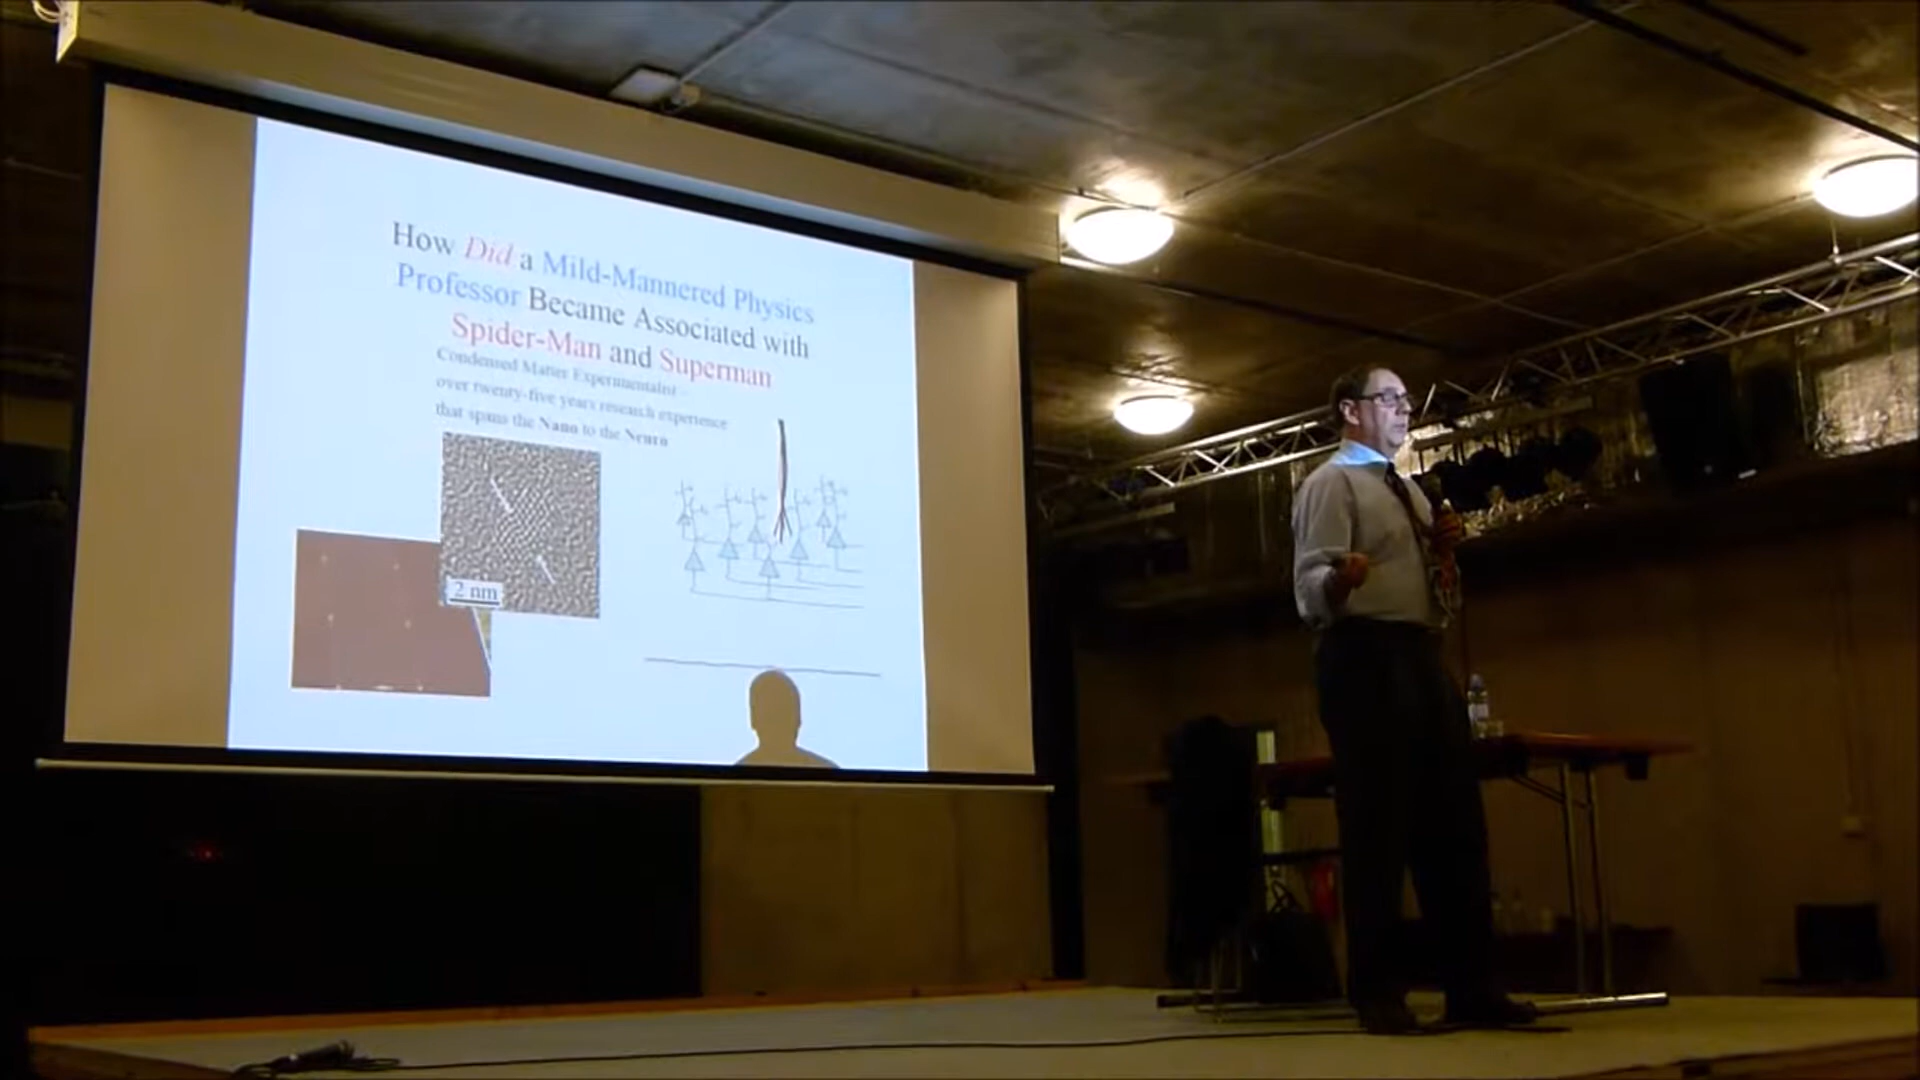 How Did a Mild-Mannered Physics
Professor Became Associated with
Spider-Man and Superman
Condensed Matter Experimentalist -
over twenty-five years research experience
that spans the Nano to the Neuro
2 nm